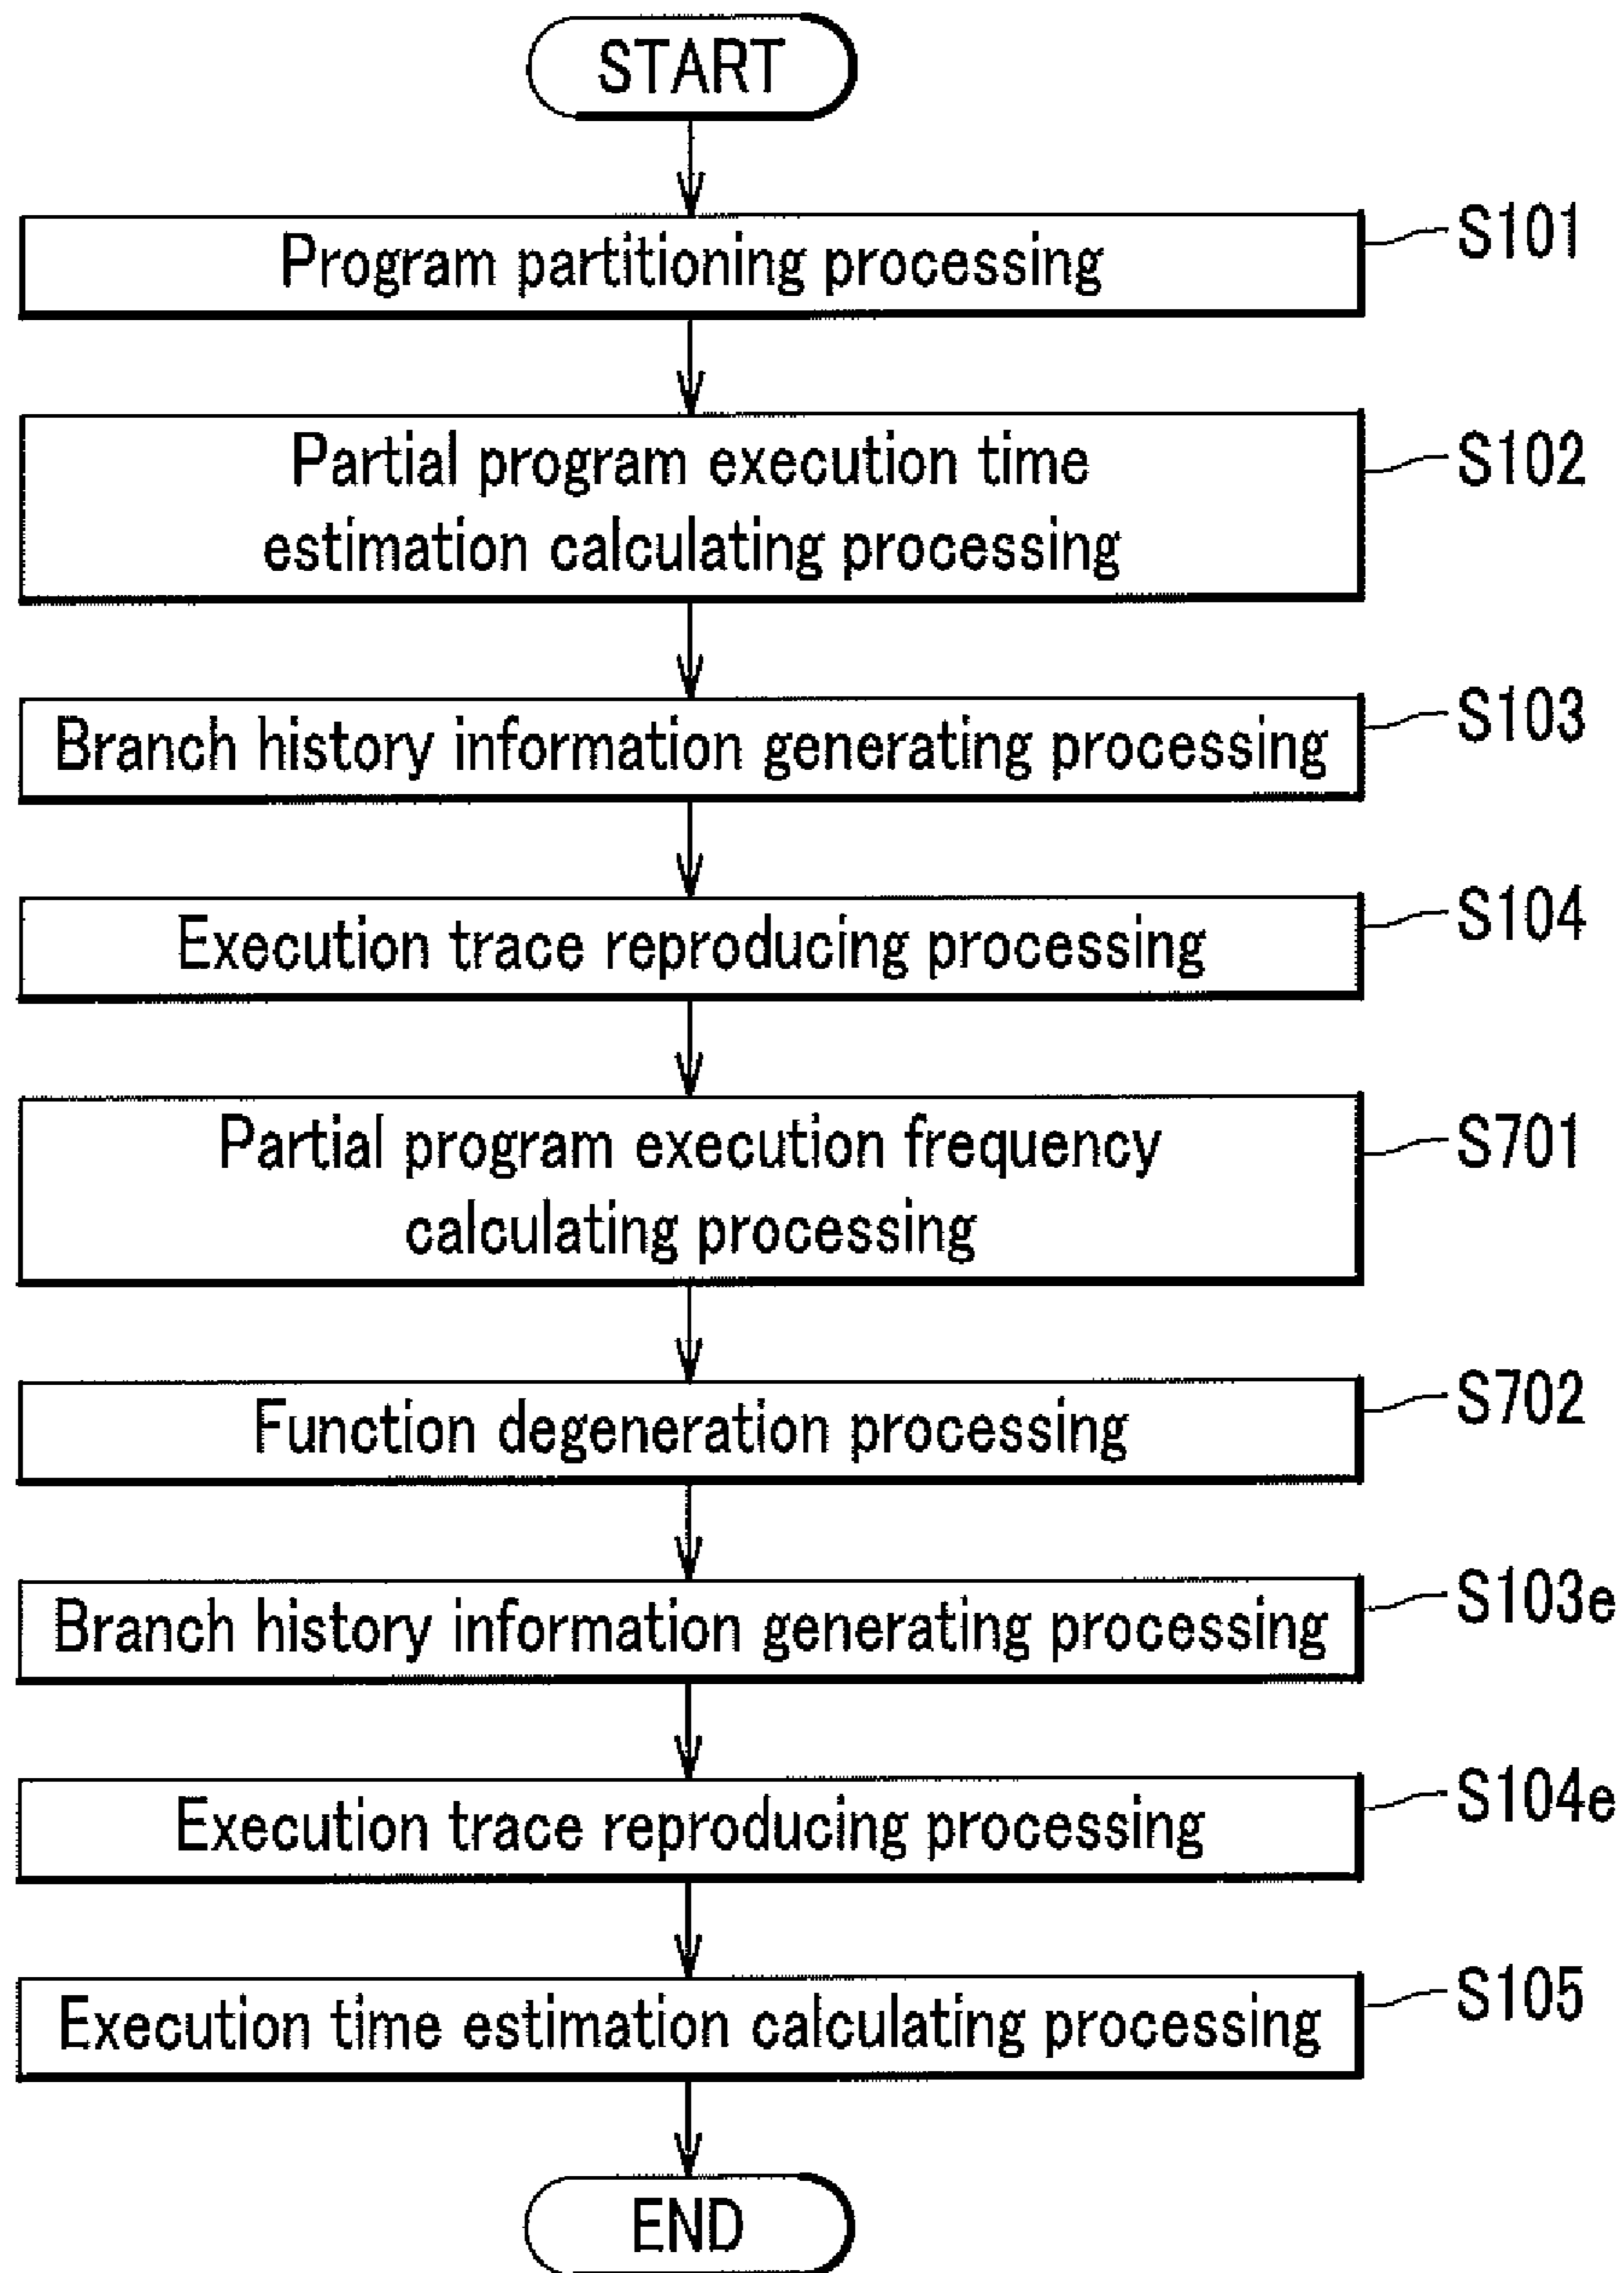 START
Program partitioning processing
S101
Partial program execution time
estimation calculating processing
S102
Branch history information generating processing
S103
Execution trace reproducing processing
S104
Partial program execution frequency
calculating processing
S701
Function degeneration processing
S702
Branch history information generating processing
S103e
Execution trace reproducing processing
S104e
Execution time estimation calculating processing
S105
END